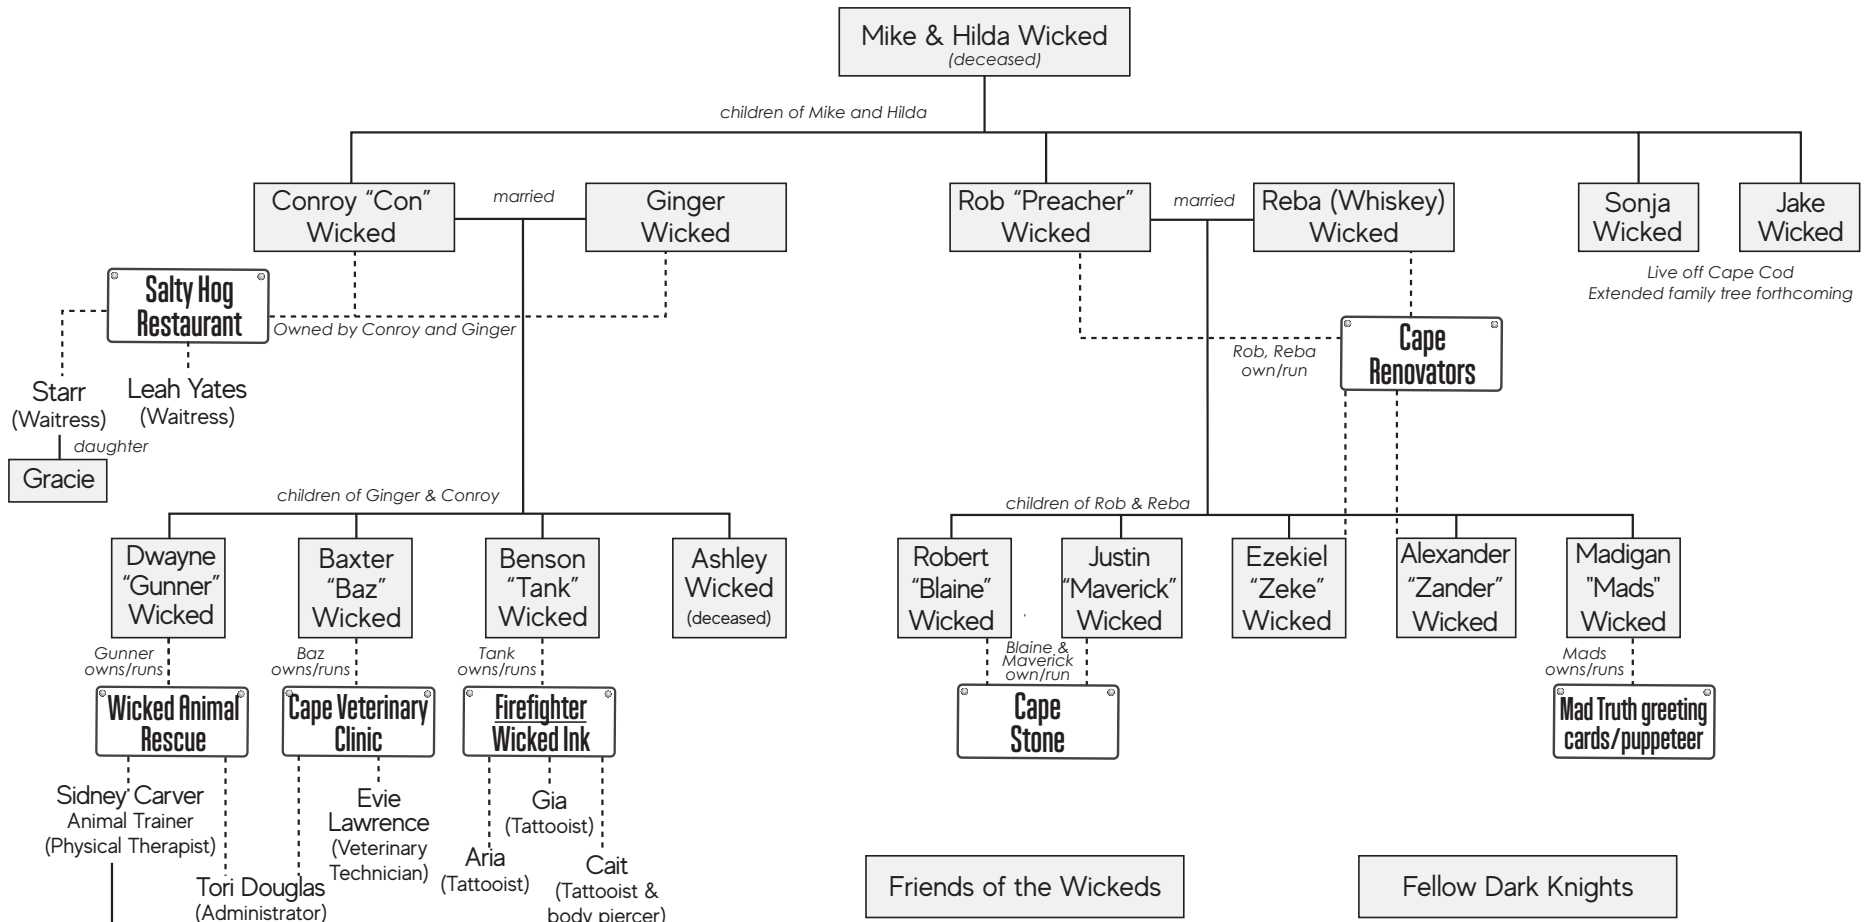 Mike & Hilda Wicked
(deceased)
children of Mike and Hilda
Conroy “Con”
Wicked
married
Ginger
Wicked
Rob “Preacher”
Wicked
married
Reba (Whiskey)
Wicked
Sonja
Wicked
Jake
Wicked
Live off Cape Cod
Extended family tree forthcoming
Salty Hog
Restaurant
Owned by Conroy and Ginger
Cape
Renovators
Rob, Reba
own/run
Starr
(Waitress)
Leah Yates
(Waitress)
daughter
Gracie
children of Ginger & Conroy
children of Rob & Reba
Dwayne
“Gunner”
Wicked
Baxter
“Baz”
Wicked
Benson
“Tank”
Wicked
Ashley
Wicked
(deceased)
Robert
“Blaine”
Wicked
Justin
“Maverick”
Wicked
Ezekiel
“Zeke”
Wicked
Alexander
“Zander”
Wicked
Madigan
"Mads"
Wicked
Gunner
owns/runs
Baz
owns/runs
Tank
owns/runs
Blaine &
Maverick
own/run
Mads
owns/runs
Wicked Animal
Rescue
Cape Veterinary
Clinic
Firefighter
Wicked Ink
Cape
Stone
Mad Truth greeting
cards/puppeteer
Sidney Carver
Animal Trainer
(Physical Therapist)
Tori Douglas
(Administrator)
Evie
Lawrence
(Veterinary
Technician)
Aria
(Tattooist)
Gia
(Tattooist)
Cait
(Tattooist &
body piercer)
Friends of the Wickeds
Fellow Dark Knights